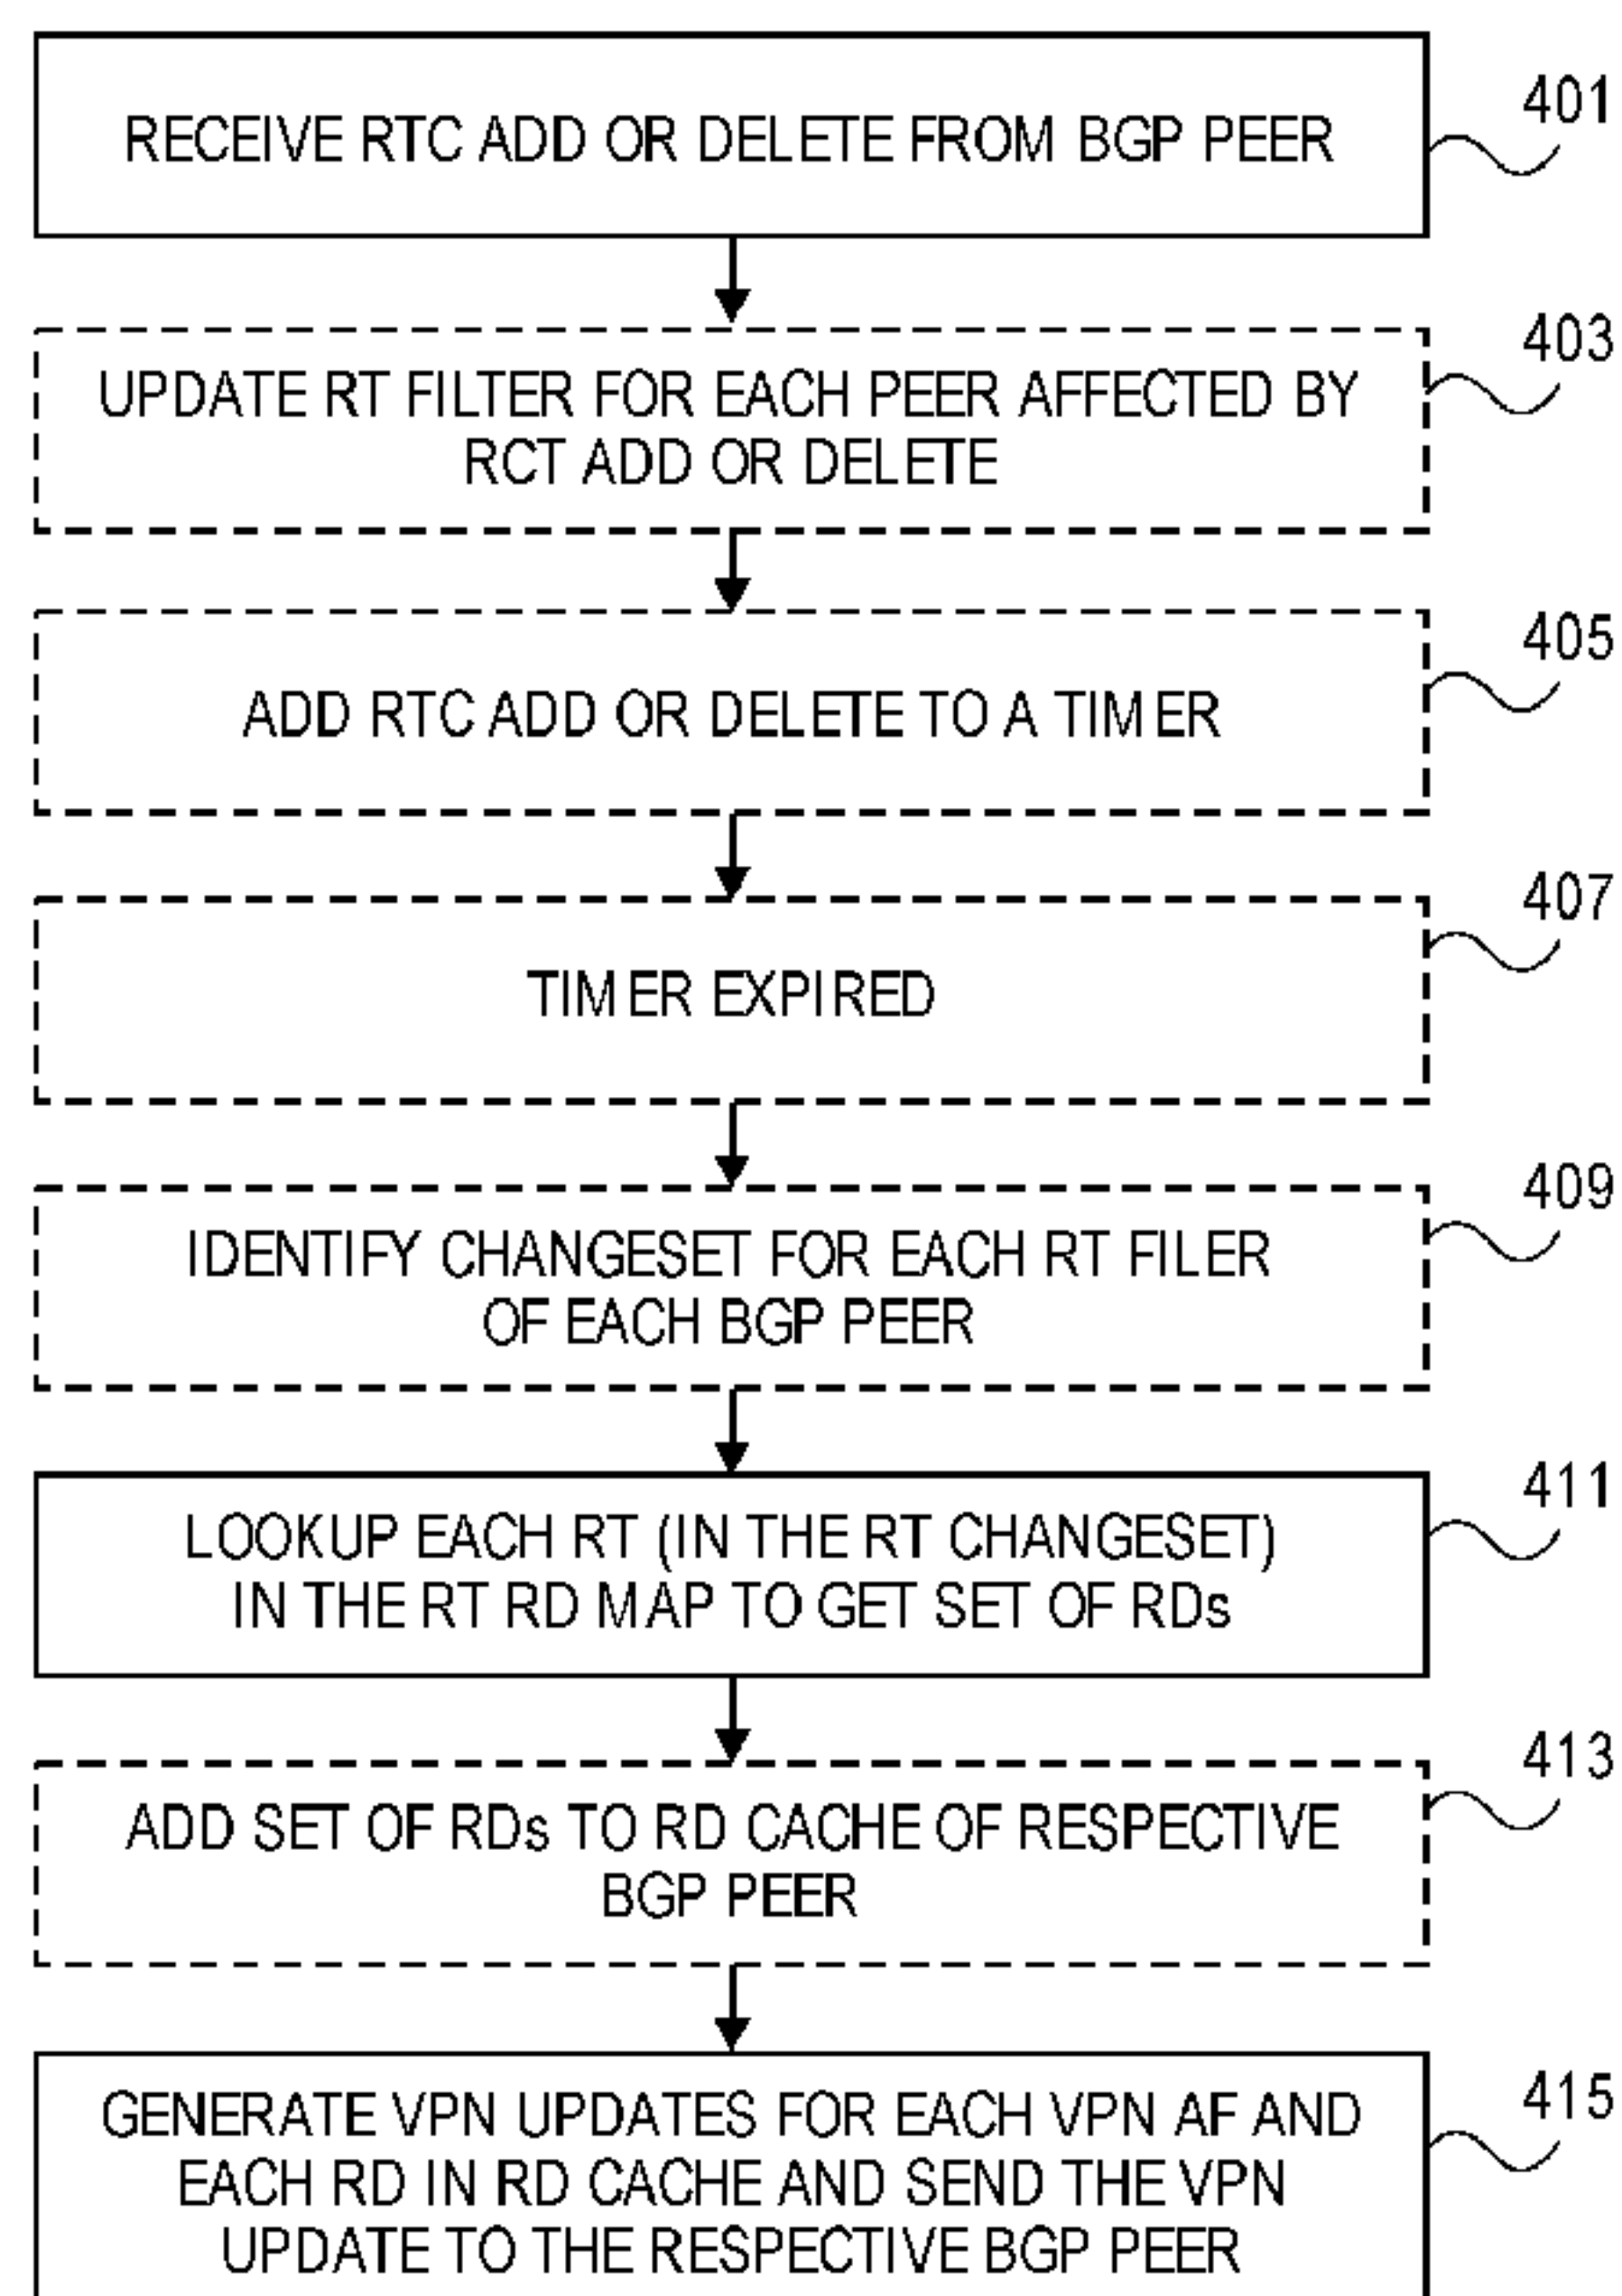 RECEIVE RTC ADD OR DELETE FROM BGP PEER
401
UPDATE RT FILTER FOR EACH PEER AFFECTED BY
RCT ADD OR DELETE
403
ADD RTC ADD OR DELETE TO A TIMER
405
TIMER EXPIRED
407
IDENTIFY CHANGESET FOR EACH RT FILER
OF EACH BGP PEER
409
LOOKUP EACH RT (IN THE RT CHANGESET)
IN THE RT RD MAP TO GET SET OF RDs
411
ADD SET OF RDs TO RD CACHE OF RESPECTIVE
BGP PEER
413
GENERATE VPN UPDATES FOR EACH VPN AF AND
EACH RD IN RD CACHE AND SEND THE VPN
UPDATE TO THE RESPECTIVE BGP PEER
415